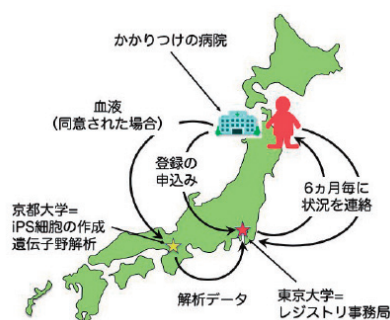 かかりつけの病院
血液
(同意された場合)
登録の
申込み
6ヵ月毎に
状況を連絡
京都大学=
iPS細胞の作成
遺伝子野解析
解析データ
東京大学=
レジストリ事務局